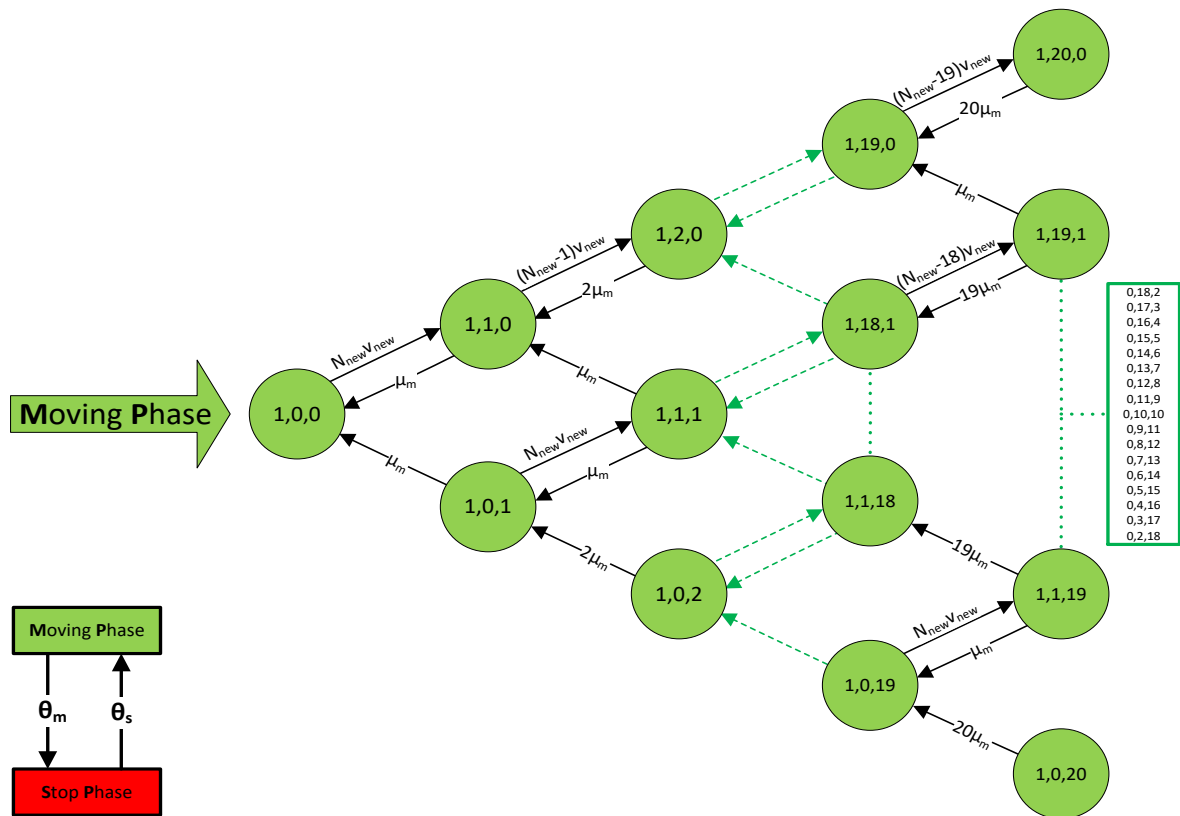 1,20,0
(Nnew-19)vnew
20μm
1,19,0
μm
1,19,1
(Nnew-18)vnew
19μm
1,18,1
1,2,0
(Nnew-1)vnew
2μm
1,1,0
Nnewvnew
μm
1,0,0
Moving Phase
μm
1,1,1
Nnewvnew
μm
μm
1,0,1
2μm
1,0,2
1,1,18
19μm
1,1,19
Nnewvnew
μm
1,0,19
20μm
1,0,20
0,18,2
0,17,3
0,16,4
0,15,5
0,14,6
0,13,7
0,12,8
0,11,9
0,10,10
0,9,11
0,8,12
0,7,13
0,6,14
0,5,15
0,4,16
0,3,17
0,2,18
Moving Phase
θm
θs
Stop Phase